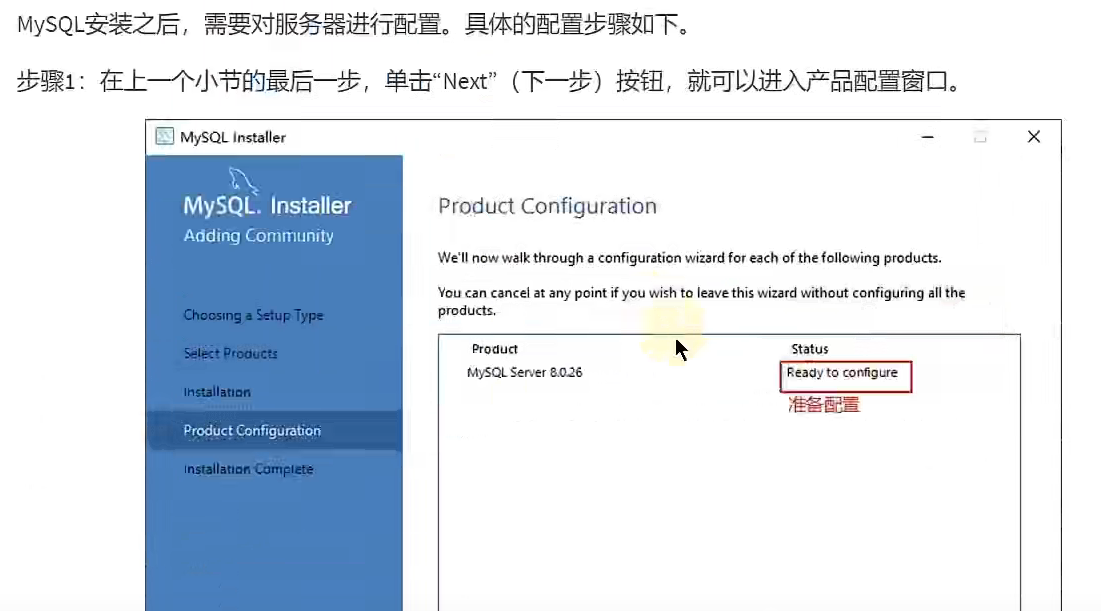 MySQL安装之后，需要对服务器进行配置。具体的配置步骤如下。
步骤1：在上一个小节的最后一步，单击“Next”（下一步）按钮，就可以进入产品配置窗口。
MySQL Installer
MySQL. Installer
Adding Community
Choosing a Setup Type
Select Products
Installation
Product Configuration
Installation Complete
Product Configuration
We'll now walk through a configuration wizard for each of the following products.
You can cancel at any point if you wish to leave this wizard without configuring all the
products.
Product Status
MySQL Server 8.0.26 Ready to configure
准备配置